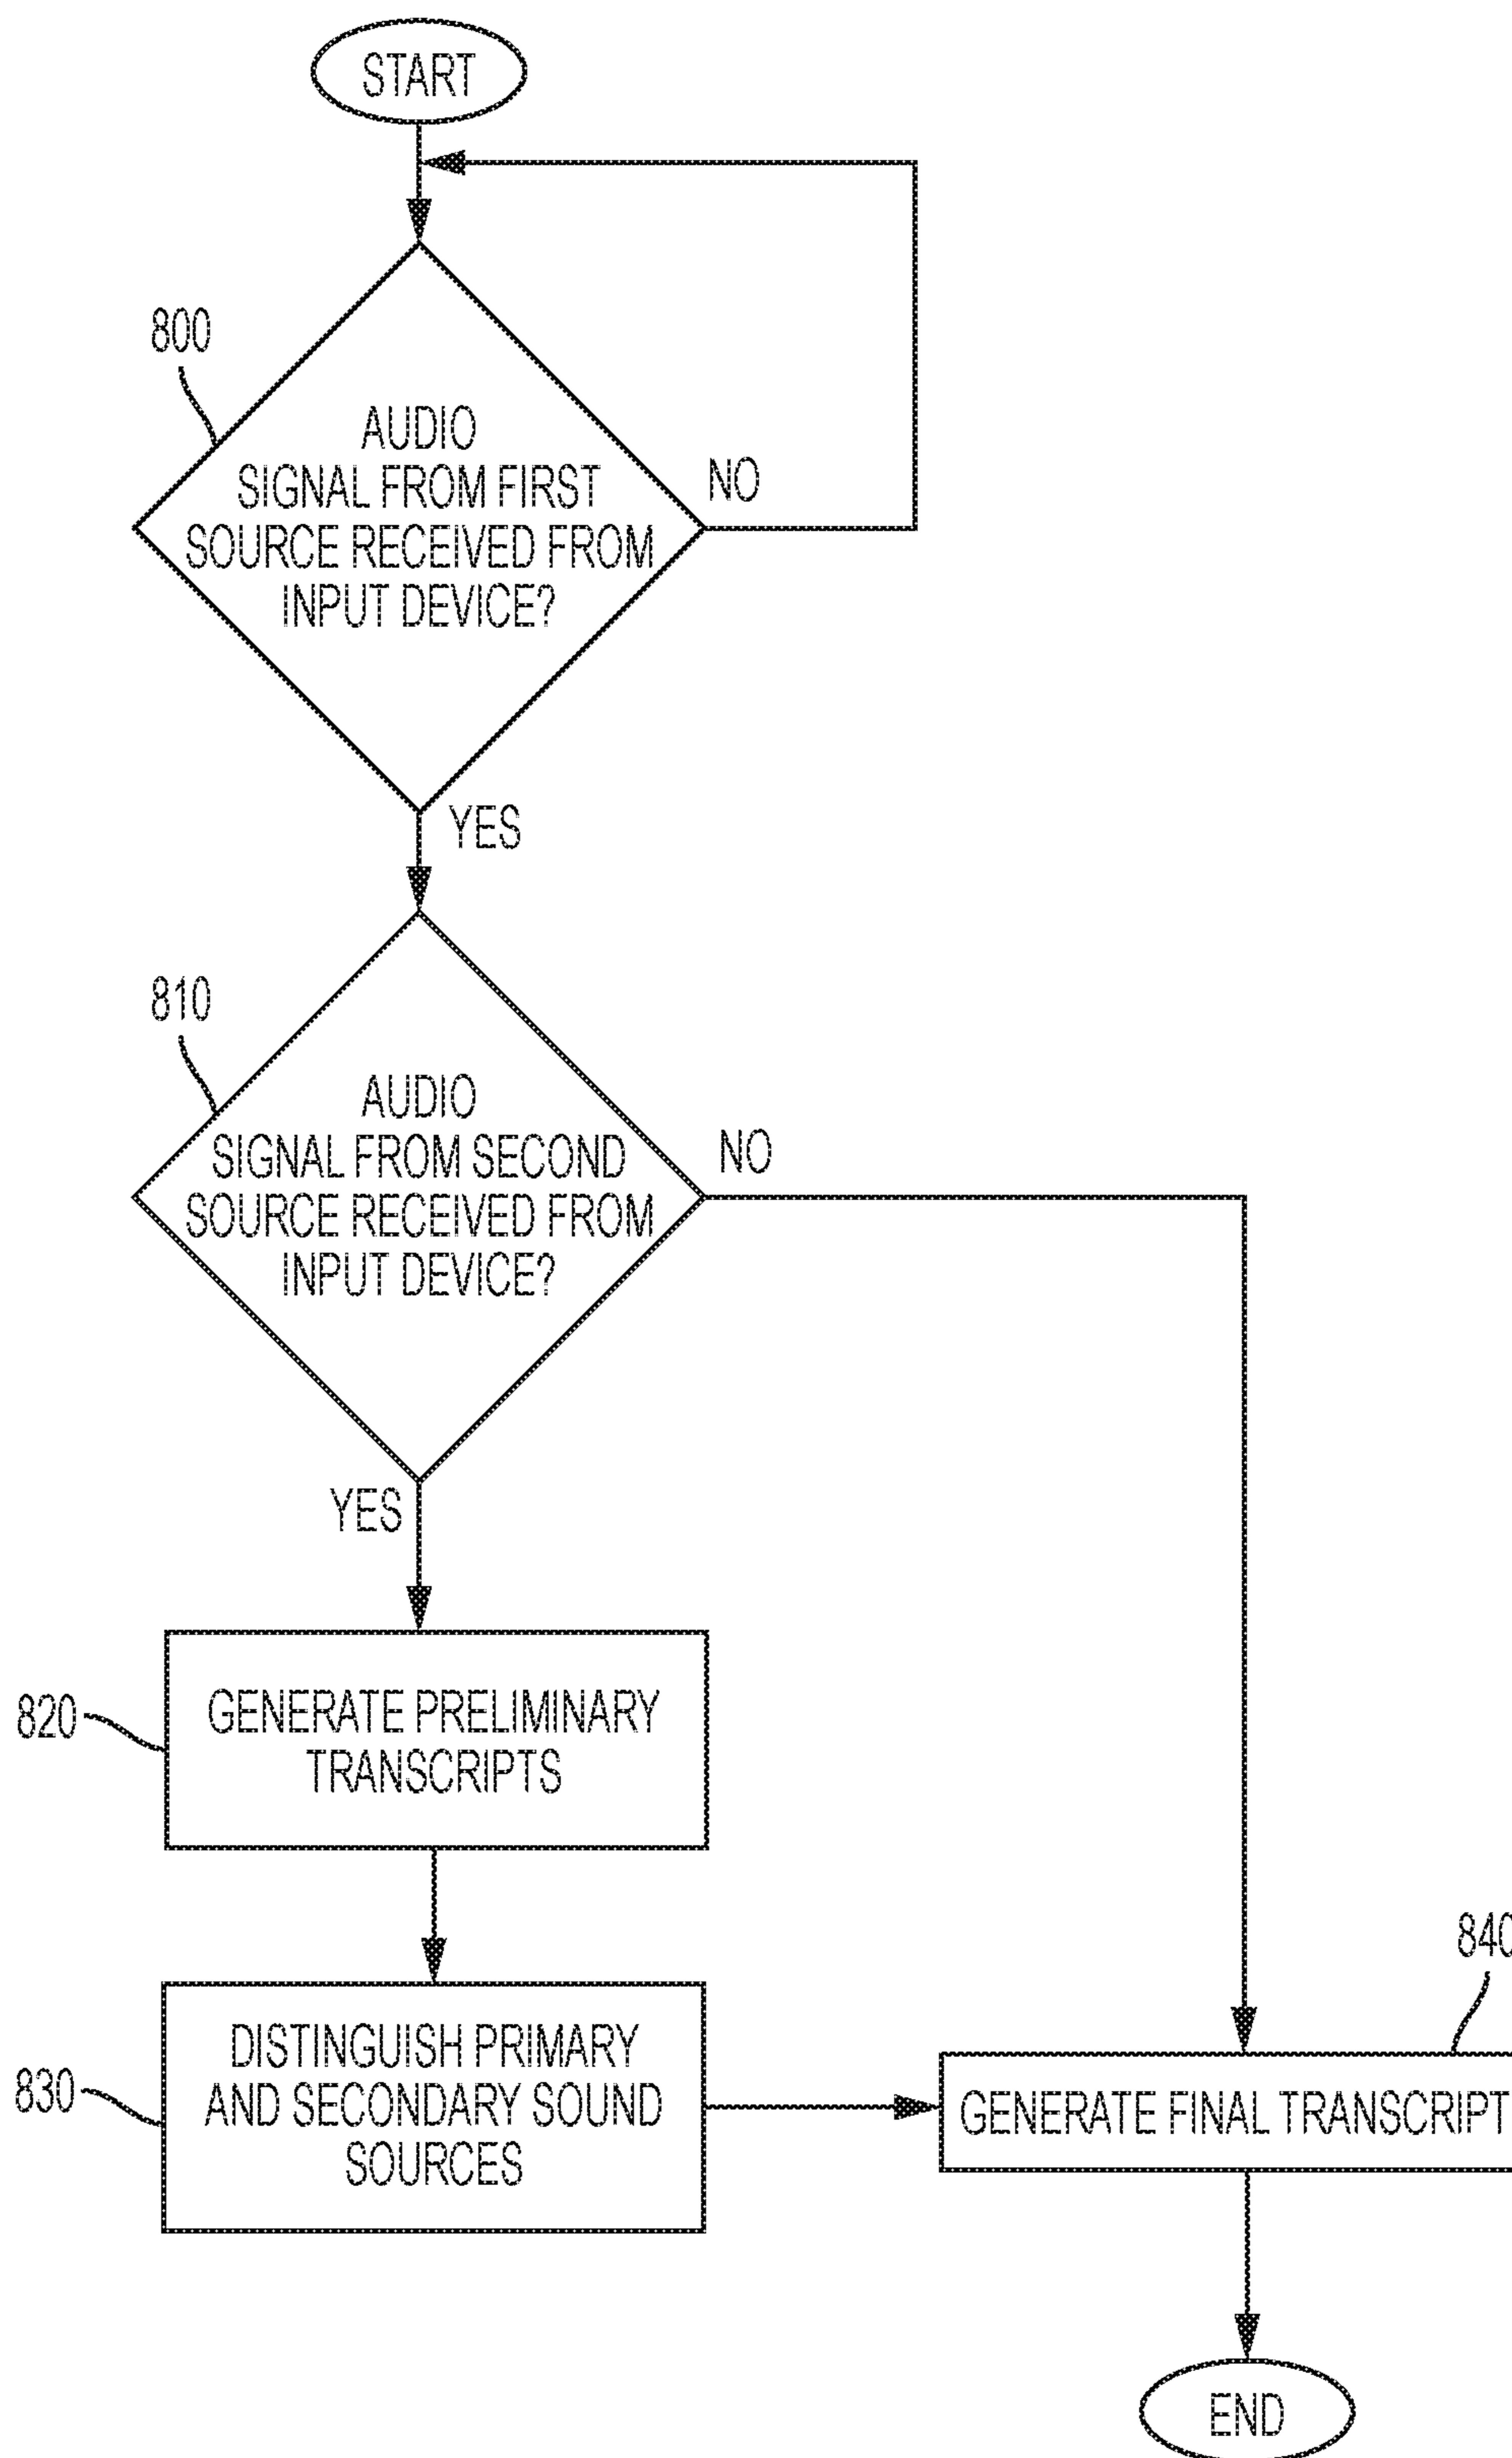 START
800
AUDIO
SIGNAL FROM FIRST
SOURCE RECEIVED FROM
INPUT DEVICE?
NO
YES
810
AUDIO
SIGNAL FROM SECOND
SOURCE RECEIVED FROM
INPUT DEVICE?
NO
YES
820
GENERATE PRELIMINARY
TRANSCRIPTS
830
DISTINGUISH PRIMARY
AND SECONDARY SOUND
SOURCES
840
GENERATE FINAL TRANSCRIPT
END